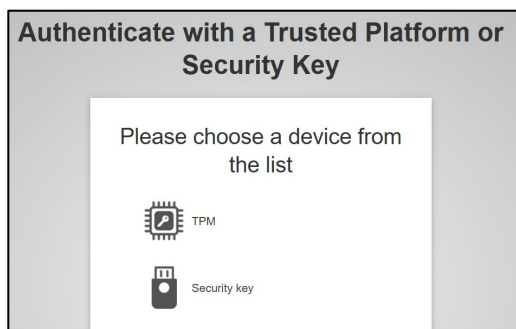 Authenticate with a Trusted Platform or
Security Key
Please choose a device from
the list
TPM
Security key